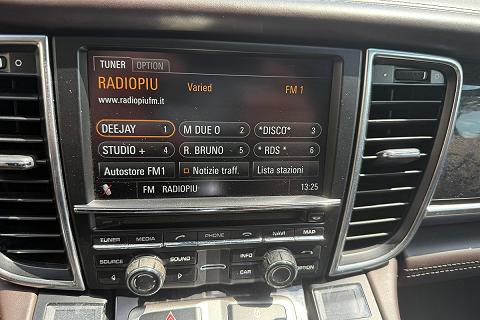 TUNER OPTION
RADIOPIU Varied FM 1
www.radiopiufm.it
DEEJAY 1 M DUE O 2 *DISCO* 3
STUDIO + 4 R. BRUNO 5 * RDS * 6
Autostore FM1 Notizie traff. Lista stazioni
FM RADIOPIU 13:25
TUNER MEDIA PHONE NAVI MAP
SOURCE SOUND INFO
CAR OPTION